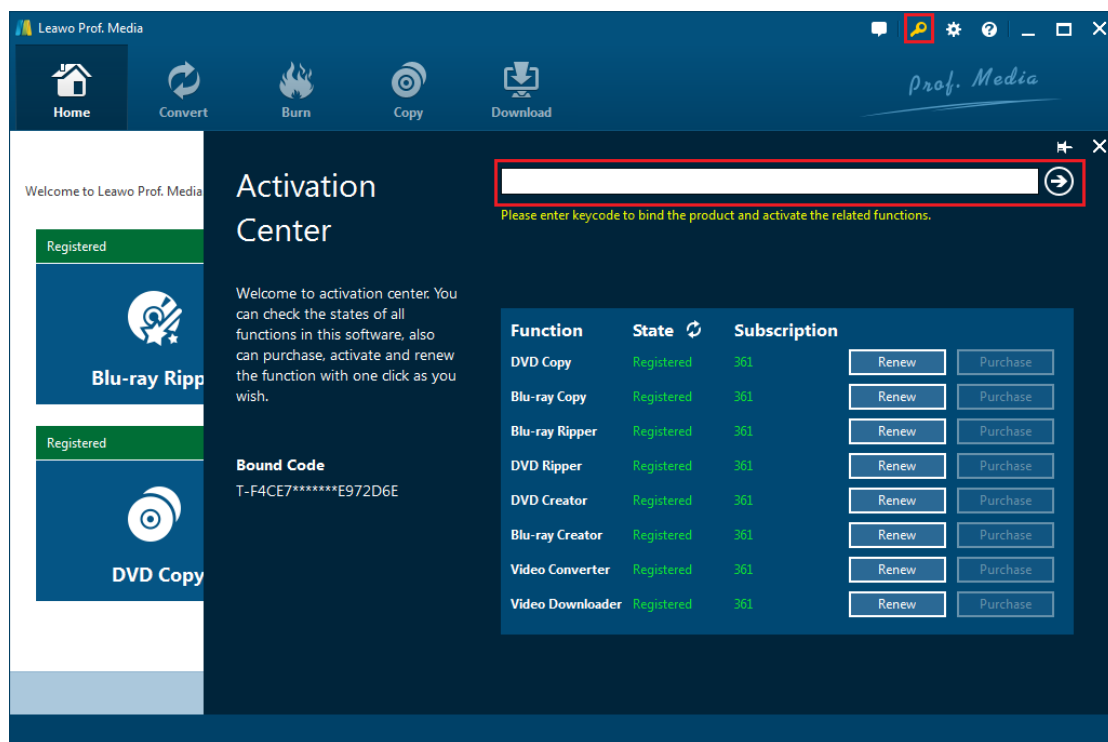 Leawo Prof. Media
Home
Convert
Burn
Copy
Download
Prof. Media
Welcome to Leawo Prof. Media
Registered
Blu-ray Ripp
Registered
DVD Copy
Activation
Center
Welcome to activation center. You
can check the states of all
functions in this software, also
can purchase, activate and renew
the function with one click as you
wish.
Bound Code
T-F4CE7*******E972D6E
Please enter keycode to bind the product and activate the related functions.
Function State Subscription
DVD Copy Registered 361 Renew Purchase
Blu-ray Copy Registered 361 Renew Purchase
Blu-ray Ripper Registered 361 Renew Purchase
DVD Ripper Registered 361 Renew Purchase
DVD Creator Registered 361 Renew Purchase
Blu-ray Creator Registered 361 Renew Purchase
Video Converter Registered 361 Renew Purchase
Video Downloader Registered 361 Renew Purchase